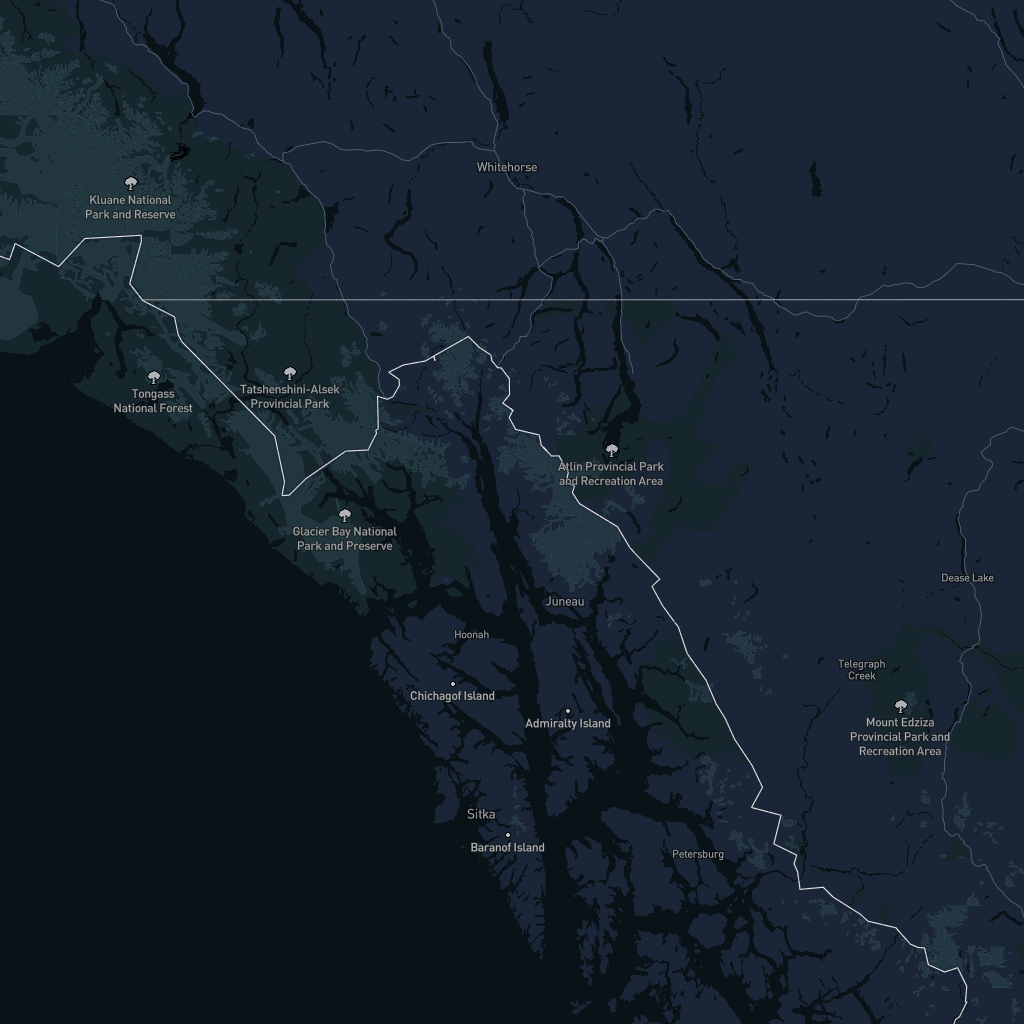 Whitehorse
Kluane National
Park and Reserve
Tongass
National Forest
Tatshenshini-Alsek
Provincial Park
Atlin Provincial Park
and Recreation Area
Glacier Bay National
Park and Preserve
Dease Lake
Juneau
Hoonah
Telegraph
Creek
Chichagof Island
Admiralty Island
Mount Edziza
Provincial Park and
Recreation Area
Sitka
Baranof Island
Petersburg